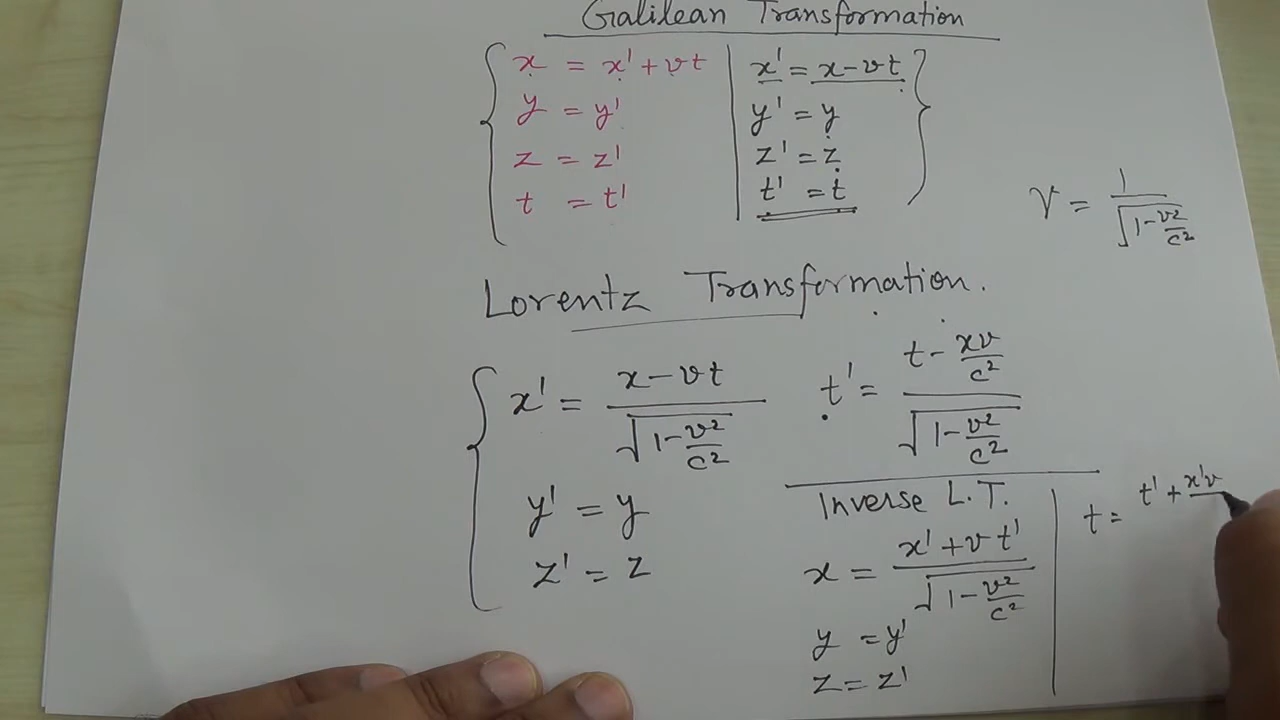 Galilean Transformation
x = x' + vt
y = y'
z = z'
t = t'
x' = x - vt
y' = y
z' = z
t' = t
γ = 1/√(1 - v²/c²)
Lorentz Transformation.
x' = (x - vt)/√(1 - v²/c²)
y' = y
z' = z
t' = (t - xv/c²)/√(1 - v²/c²)
Inverse L.T.
x = (x' + vt')/√(1 - v²/c²)
y = y'
z = z'
t = t' + x'v